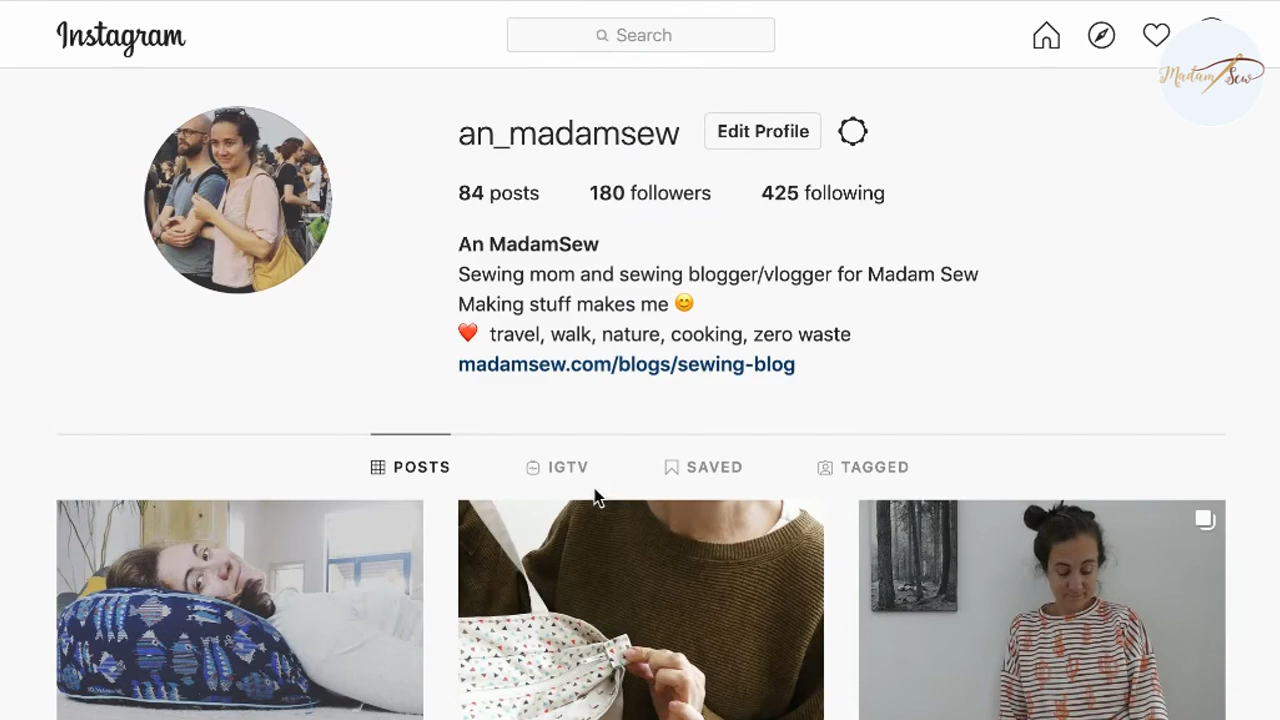 Instagram
Search
Madam Sew
an_madamsew
Edit Profile
84 posts
180 followers
425 following
An MadamSew
Sewing mom and sewing blogger/vlogger for Madam Sew
Making stuff makes me 😊
❤️ travel, walk, nature, cooking, zero waste
madamsew.com/blogs/sewing-blog
POSTS
IGTV
SAVED
TAGGED